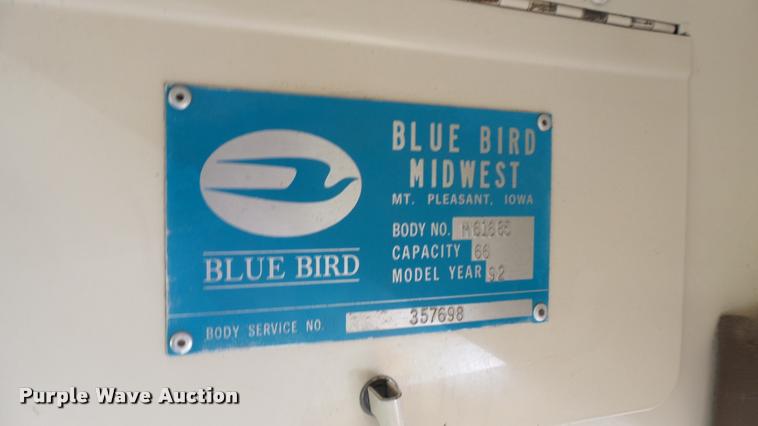 BLUE BIRD
MIDWEST
MT. PLEASANT, IOWA
BODY NO.
CAPACITY 66
MODEL YEAR 92
BLUE BIRD
BODY SERVICE NO. 357698
Purple Wave Auction